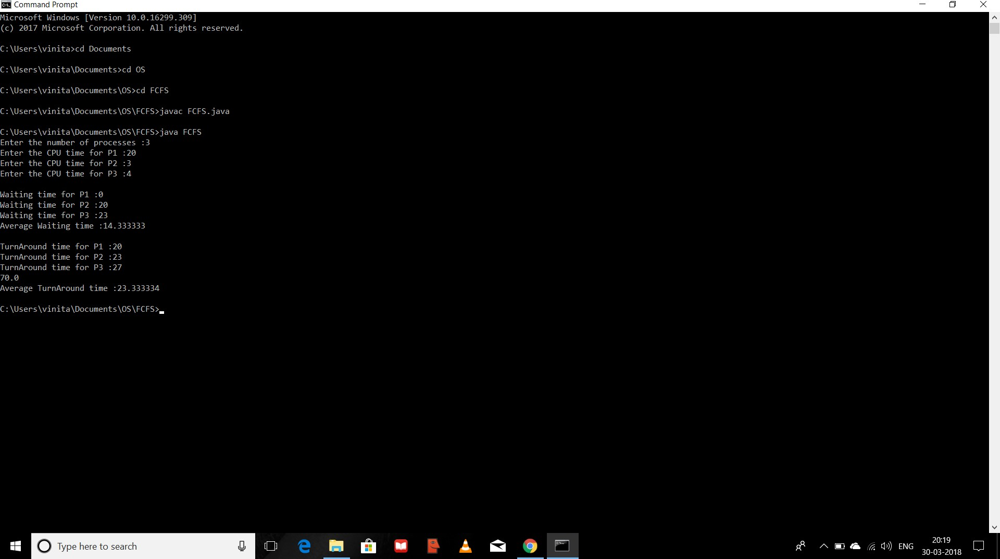 Command Prompt
Microsoft Windows [Version 10.0.16299.309]
(c) 2017 Microsoft Corporation. All rights reserved.
C:\Users\vinita>cd Documents
C:\Users\vinita\Documents>cd OS
C:\Users\vinita\Documents\OS>cd FCFS
C:\Users\vinita\Documents\OS\FCFS>javac FCFS.java
C:\Users\vinita\Documents\OS\FCFS>java FCFS
Enter the number of processes :3
Enter the CPU time for P1 :20
Enter the CPU time for P2 :3
Enter the CPU time for P3 :4
Waiting time for P1 :0
Waiting time for P2 :20
Waiting time for P3 :23
Average Waiting time :14.333333
TurnAround time for P1 :20
TurnAround time for P2 :23
TurnAround time for P3 :27
70.0
Average TurnAround time :23.333334
C:\Users\vinita\Documents\OS\FCFS>
Type here to search
ENG
20:19
30-03-2018